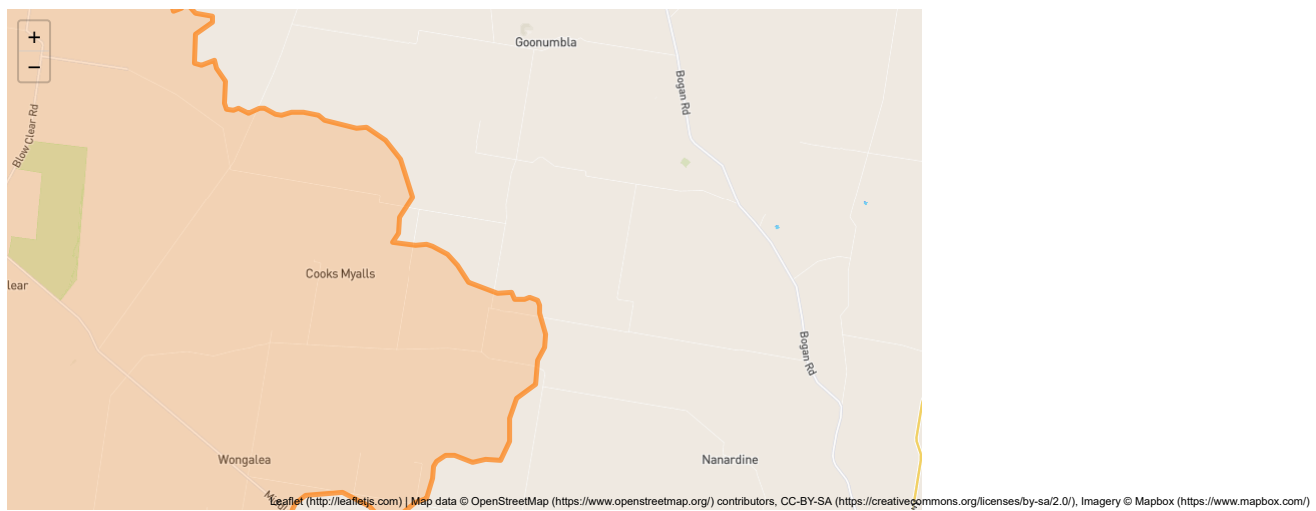 +
−
Goonumbla
Bogan Rd
Blow Clear Rd
Cooks Myalls
lear
Bogan Rd
Wongalea
Nanardine
Leaflet (http://leafletjs.com) | Map data © OpenStreetMap (https://www.openstreetmap.org/) contributors, CC-BY-SA (https://creativecommons.org/licenses/by-sa/2.0/), Imagery © Mapbox (https://www.mapbox.com/)